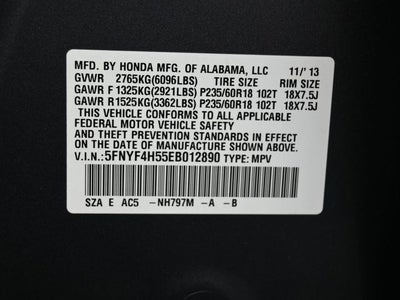 MFD. BY HONDA MFG. OF ALABAMA, LLC 11/' 13
GVWR 2765KG(6096LBS) TIRE SIZE RIM SIZE
GAWR F1325KG(2921LBS) P235/60R18 102T 18X7.5J
GAWR R1525KG(3362LBS) P235/60R18 102T 18X7.5J
THIS VEHICLE CONFORMS TO ALL APPLICABLE
FEDERAL MOTOR VEHICLE SAFETY AND THEFT
PREVENTION STANDARDS IN EFFECT ON THE
DATE OF MANUFACTURE SHOWN ABOVE.
V.I.N.: 5FNYF4H55EB012890 TYPE: MPV
SZA E AC5 -NH797M -A -B